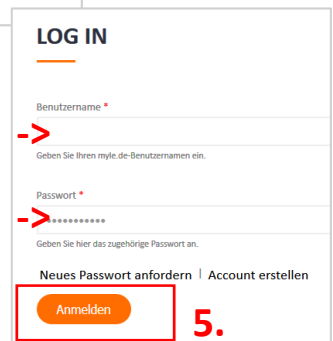 LOG IN
Benutzername *
->
Geben Sie Ihren myle.de-Benutzernamen ein.
Passwort *
->
•••••••••••
Geben Sie hier das zugehörige Passwort an.
Neues Passwort anfordern | Account erstellen
Anmelden
5.